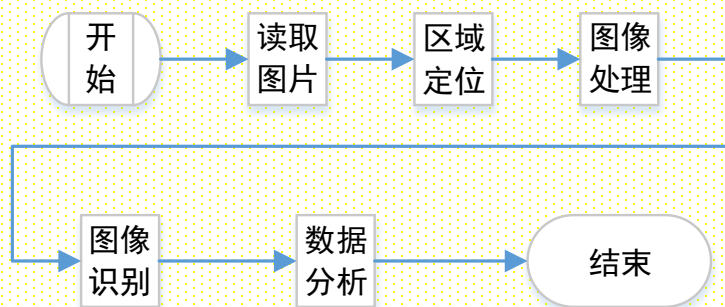 开
始
读取
图片
区域
定位
图像
处理
图像
识别
数据
分析
结束